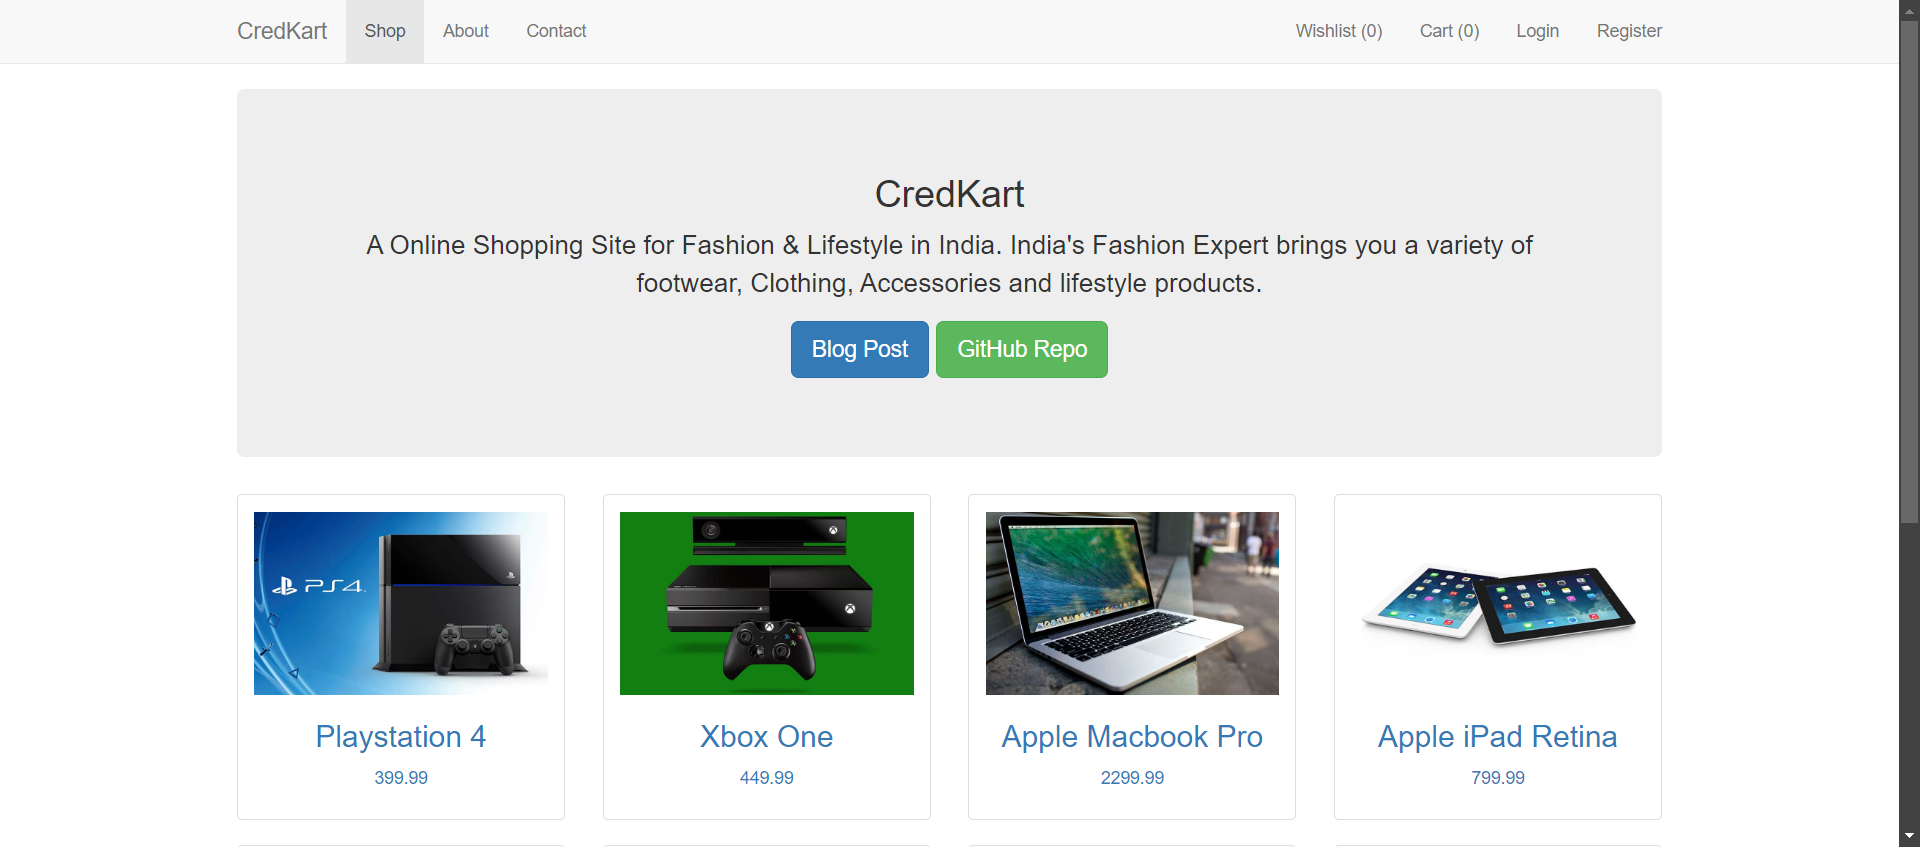 CredKart Shop About Contact Wishlist (0) Cart (0) Login Register
CredKart
A Online Shopping Site for Fashion & Lifestyle in India. India's Fashion Expert brings you a variety of
footwear, Clothing, Accessories and lifestyle products.
Blog Post GitHub Repo
PS4
Playstation 4
399.99
Xbox One
449.99
Apple Macbook Pro
2299.99
Apple iPad Retina
799.99